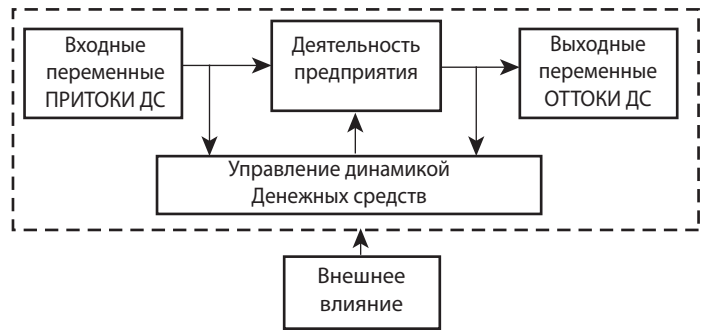 Входные
переменные
ПРИТОКИ ДС
Деятельность
предприятия
Выходные
переменные
ОТТОКИ ДС
Управление динамикой
Денежных средств
Внешнее
влияние